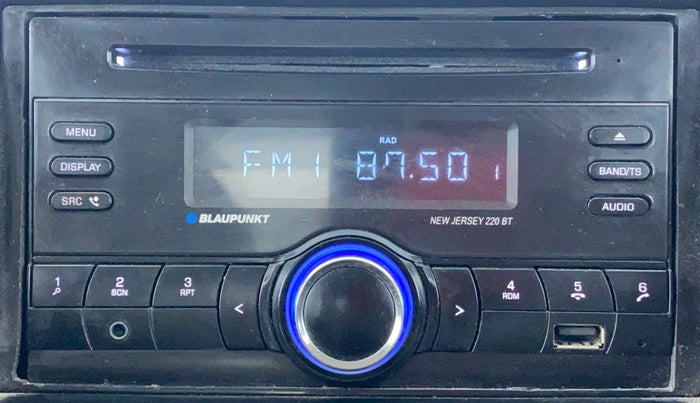 MENU
DISPLAY
SRC
RAD
FM1 87.50 1
BAND/TS
AUDIO
BLAUPUNKT
NEW JERSEY 220 BT
1
2
SCN
3
RPT
<
>
4
RDM
5
6